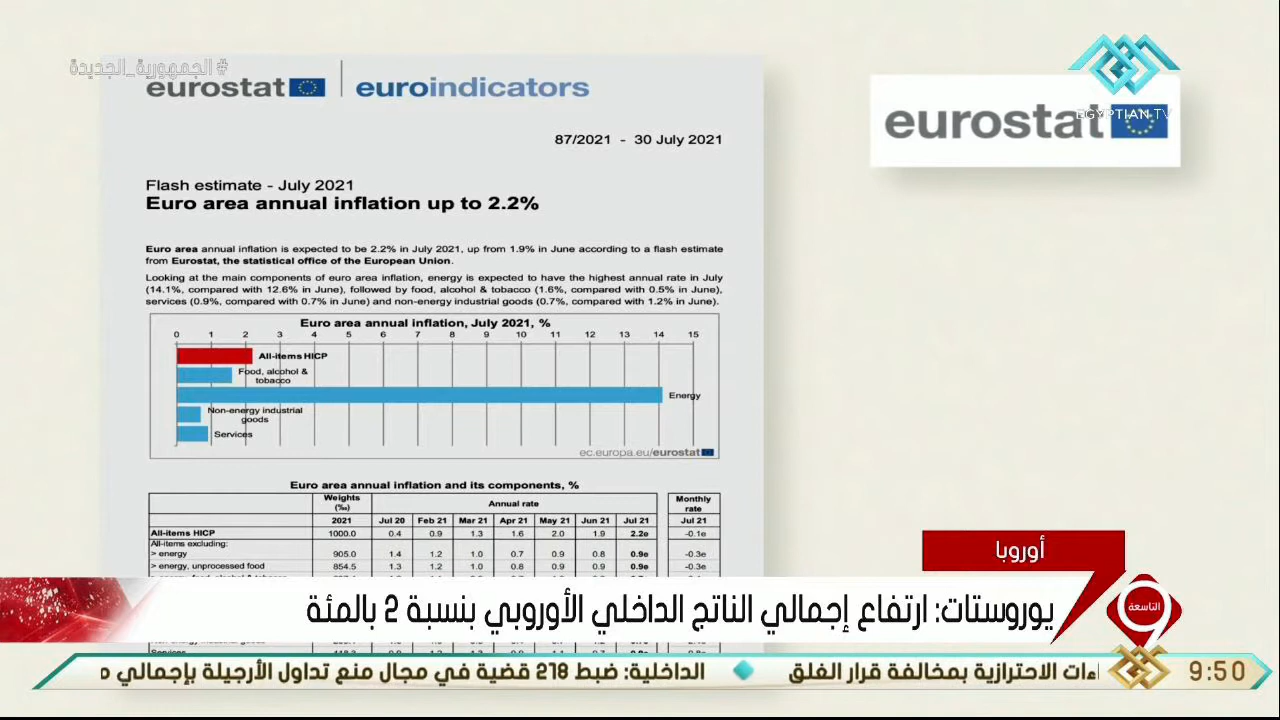 #الجمهورية_الجديدة
eurostat
euroindicators
eurostat
EGYPTIAN TV
87/2021 - 30 July 2021
Flash estimate - July 2021
Euro area annual inflation up to 2.2%
Euro area annual inflation is expected to be 2.2% in July 2021, up from 1.9% in June according to a flash estimate
from Eurostat, the statistical office of the European Union.
Looking at the main components of euro area inflation, energy is expected to have the highest annual rate in July
(14.1%, compared with 12.6% in June), followed by food, alcohol & tobacco (1.6%, compared with 0.5% in June),
services (0.9%, compared with 0.7% in June) and non-energy industrial goods (0.7%, compared with 1.2% in June).
Euro area annual inflation, July 2021, %
0 1 2 3 4 5 6 7 8 9 10 11 12 13 14 15
All-items HICP
Food, alcohol &
tobacco
Energy
Non-energy industrial
goods
Services
ec.europa.eu/eurostat
Euro area annual inflation and its components, %
Weights
(‰)
Annual rate
Monthly
rate
2021 Jul 20 Feb 21 Mar 21 Apr 21 May 21 Jun 21 Jul 21 Jul 21
All-items HICP 1000.0 0.4 0.9 1.3 1.6 2.0 1.9 2.2e -0.1e
All-items excluding:
> energy 905.0 1.4 1.2 1.0 0.7 0.9 0.8 0.9e -0.3e
> energy, unprocessed food 854.5 1.3 1.2 1.0 0.8 0.9 0.9 0.9e -0.3e
أوروبا
التاسعة
9
يوروستات: ارتفاع إجمالي الناتج الداخلي الأوروبي بنسبة 2 بالمئة
اءات الاحترازية بمخالفة قرار الغلق
الداخلية: ضبط 218 قضية في مجال منع تداول الأرجيلة بإجمالي م
9:50